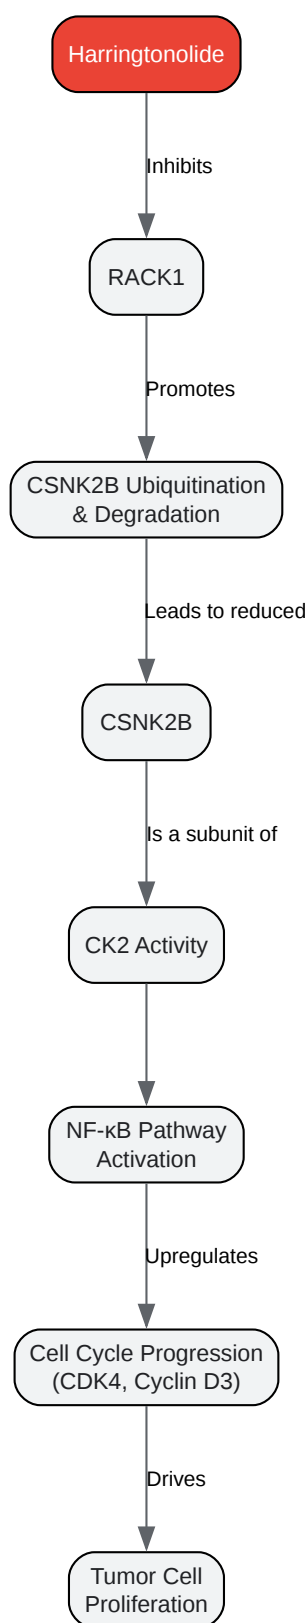 Harringtonolide
Inhibits
RACK1
Promotes
CSNK2B Ubiquitination
& Degradation
Leads to reduced
CSNK2B
Is a subunit of
CK2 Activity
NF-κB Pathway
Activation
Upregulates
Cell Cycle Progression
(CDK4, Cyclin D3)
Drives
Tumor Cell
Proliferation